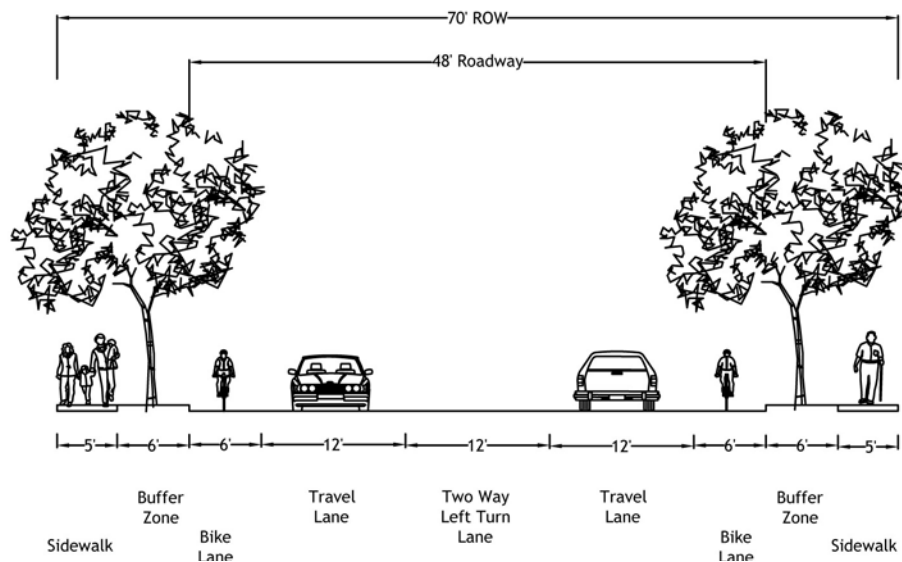 70' ROW
48' Roadway
5' 6' 6' 12' 12' 12' 6' 6' 5'
Sidewalk
Buffer
Zone
Bike
Lane
Travel
Lane
Two Way
Left Turn
Lane
Travel
Lane
Bike
Lane
Buffer
Zone
Sidewalk